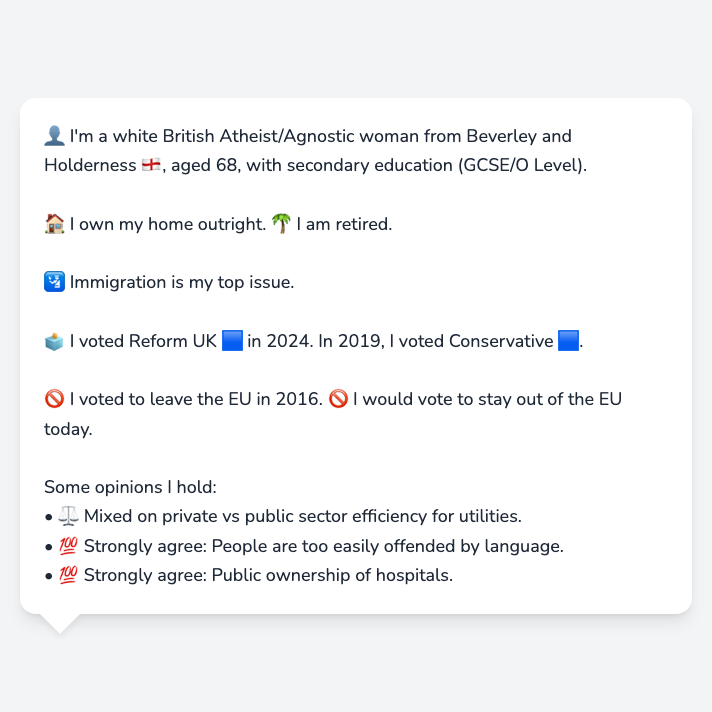 👤 I'm a white British Atheist/Agnostic woman from Beverley and
Holderness 🏴󠁧󠁢󠁥󠁮󠁧󠁿, aged 68, with secondary education (GCSE/O Level).
🏠 I own my home outright. 🌴 I am retired.
🛂 Immigration is my top issue.
🗳️ I voted Reform UK 🟦 in 2024. In 2019, I voted Conservative 🟦.
🚫 I voted to leave the EU in 2016. 🚫 I would vote to stay out of the EU
today.
Some opinions I hold:
• ⚖️ Mixed on private vs public sector efficiency for utilities.
• 💯 Strongly agree: People are too easily offended by language.
• 💯 Strongly agree: Public ownership of hospitals.